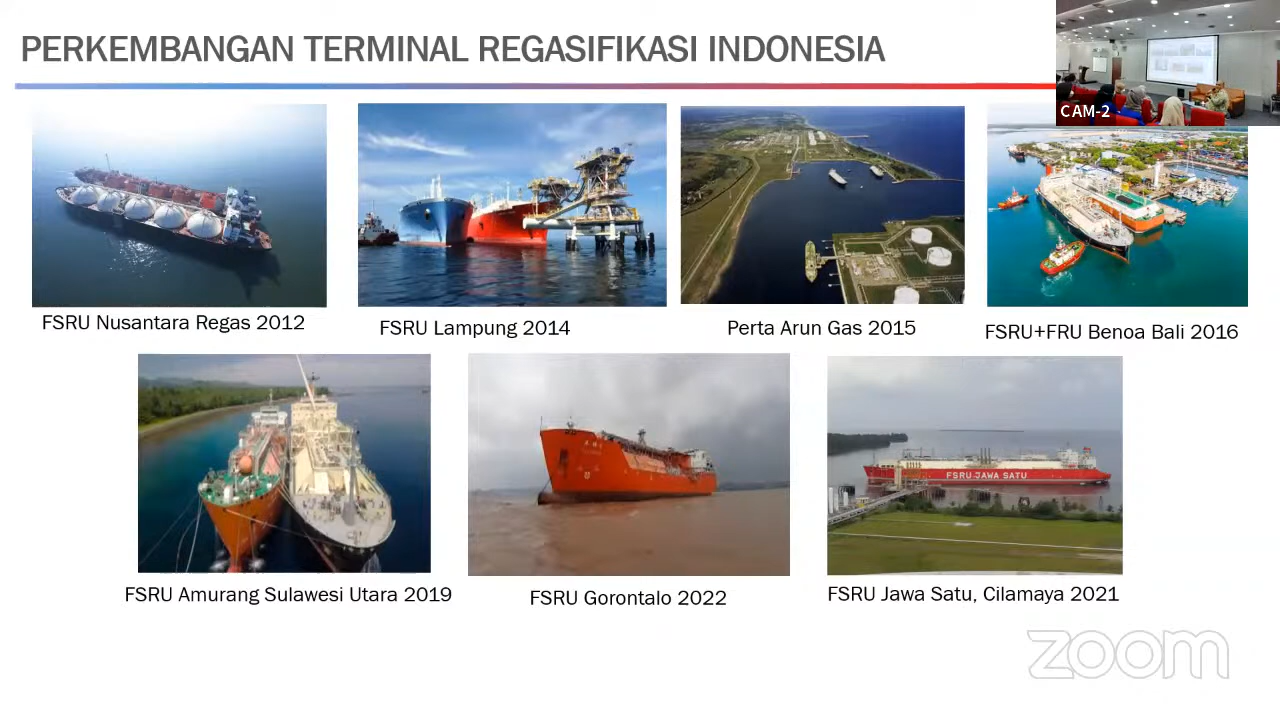 PERKEMBANGAN TERMINAL REGASIFIKASI INDONESIA
CAM-2
FSRU Nusantara Regas 2012
FSRU Lampung 2014
Perta Arun Gas 2015
FSRU+FRU Benoa Bali 2016
FSRU JAWA SATU
FSRU Amurang Sulawesi Utara 2019
FSRU Gorontalo 2022
FSRU Jawa Satu, Cilamaya 2021
zoom